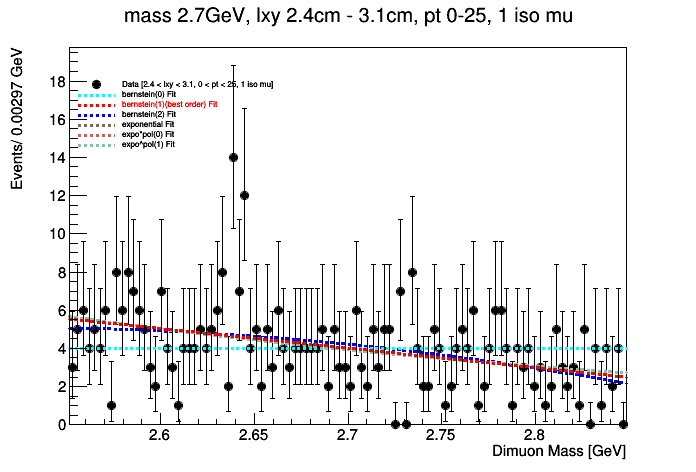 mass 2.7GeV, lxy 2.4cm - 3.1cm, pt 0-25, 1 iso mu
Events/ 0.00297 GeV
18
16
14
12
10
8
6
4
2
0
Data [2.4 < lxy < 3.1, 0 < pt < 25, 1 iso mu]
bernstein(0) Fit
bernstein(1)(best order) Fit
bernstein(2) Fit
exponential Fit
expo*pol(0) Fit
expo*pol(1) Fit
2.6 2.65 2.7 2.75 2.8
Dimuon Mass [GeV]